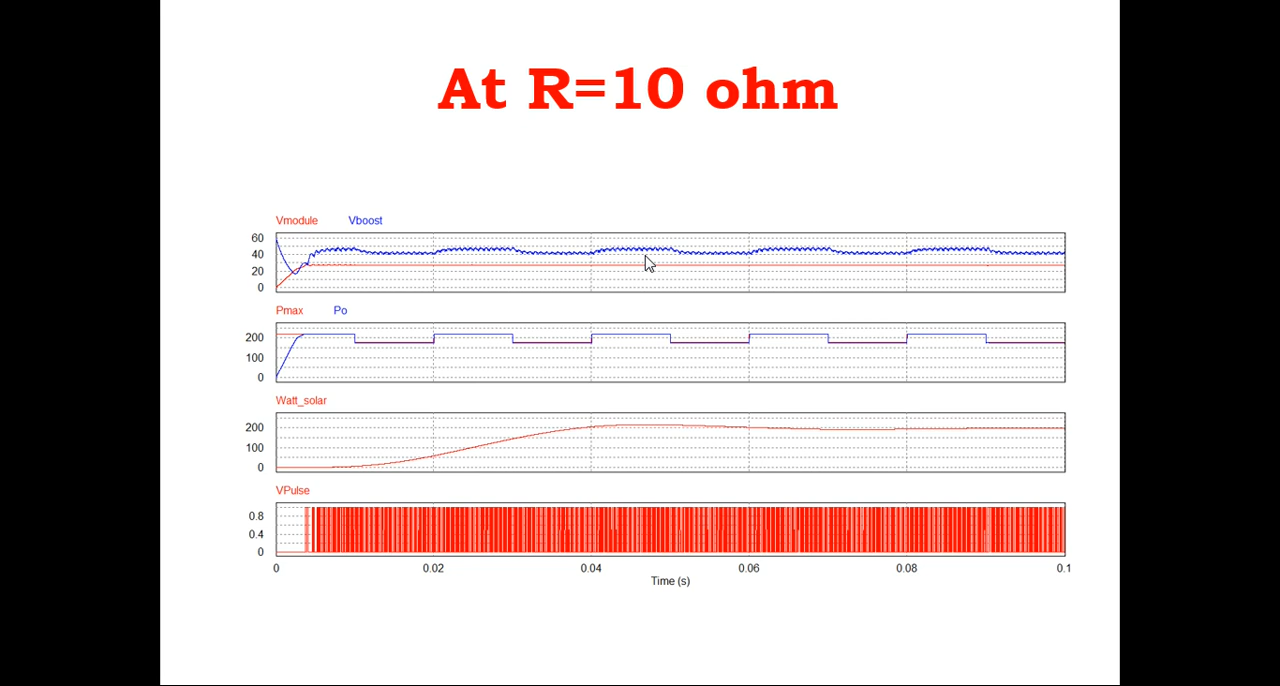 At R=10 ohm
Vmodule Vboost
60
40
20
0
Pmax Po
200
100
0
Watt_solar
200
100
0
VPulse
0.8
0.4
0
0 0.02 0.04 0.06 0.08 0.1
Time (s)